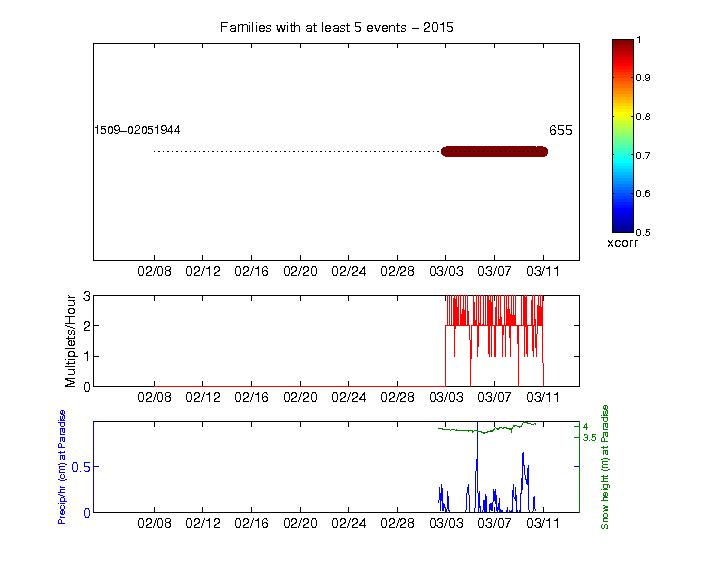 Families with at least 5 events − 2015
1509−02051944
655
1
0.9
0.8
0.7
0.6
0.5
xcorr
02/08 02/12 02/16 02/20 02/24 02/28 03/03 03/07 03/11
Multiplets/Hour
3
2
1
0
02/08 02/12 02/16 02/20 02/24 02/28 03/03 03/07 03/11
Precip/hr (cm) at Paradise
0.5
0
4
3.5
Snow height (m) at Paradise
02/08 02/12 02/16 02/20 02/24 02/28 03/03 03/07 03/11